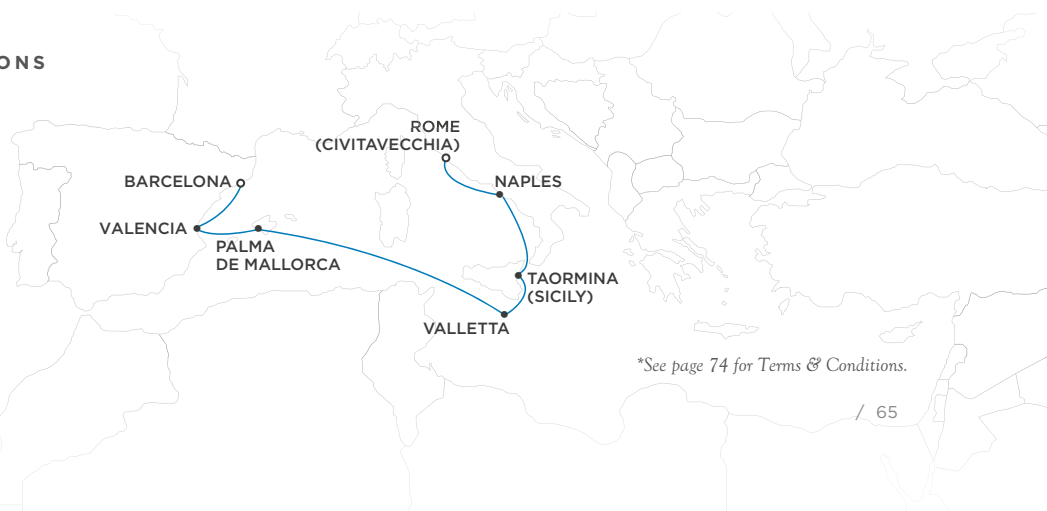 ONS
ROME
(CIVITAVECCHIA)
BARCELONA
NAPLES
VALENCIA
PALMA
DE MALLORCA
TAORMINA
(SICILY)
VALLETTA
*See page 74 for Terms & Conditions.
/ 65